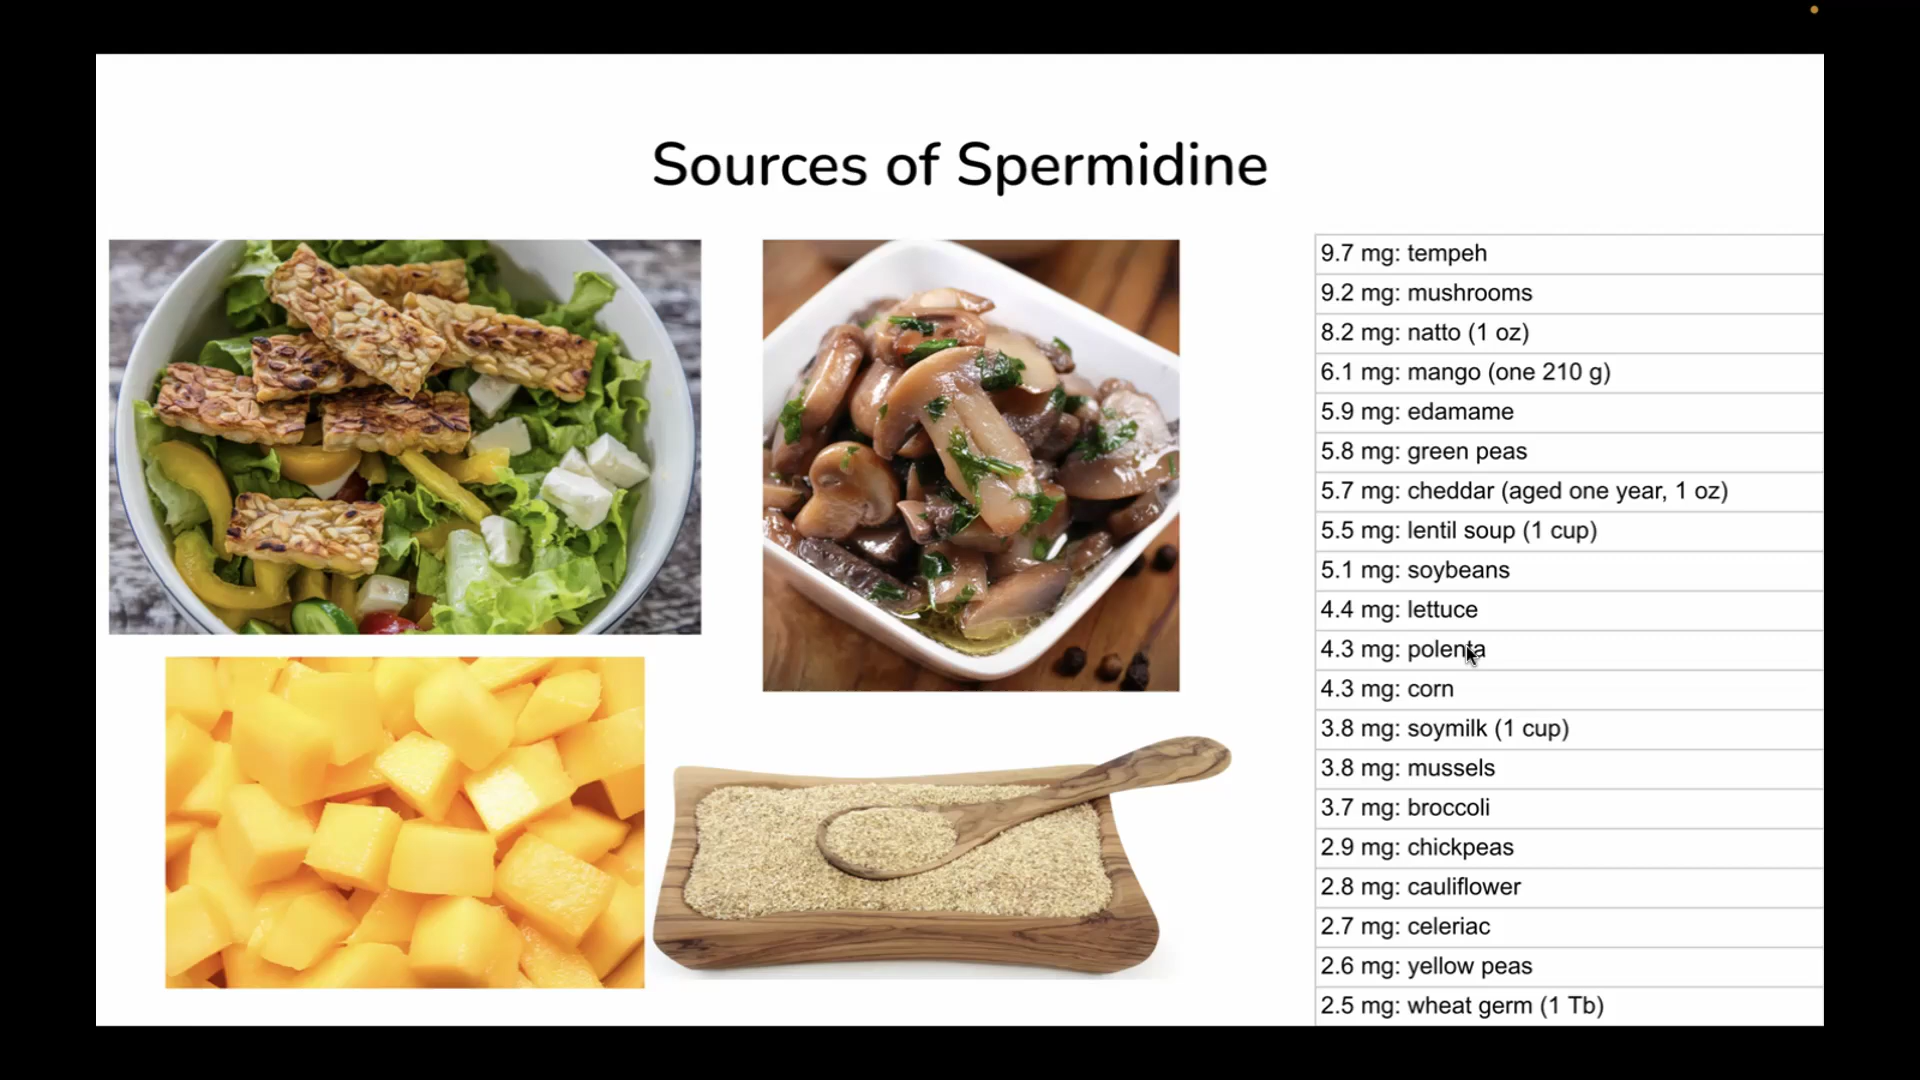 Sources of Spermidine
9.7 mg: tempeh
9.2 mg: mushrooms
8.2 mg: natto (1 oz)
6.1 mg: mango (one 210 g)
5.9 mg: edamame
5.8 mg: green peas
5.7 mg: cheddar (aged one year, 1 oz)
5.5 mg: lentil soup (1 cup)
5.1 mg: soybeans
4.4 mg: lettuce
4.3 mg: polenta
4.3 mg: corn
3.8 mg: soymilk (1 cup)
3.8 mg: mussels
3.7 mg: broccoli
2.9 mg: chickpeas
2.8 mg: cauliflower
2.7 mg: celeriac
2.6 mg: yellow peas
2.5 mg: wheat germ (1 Tb)